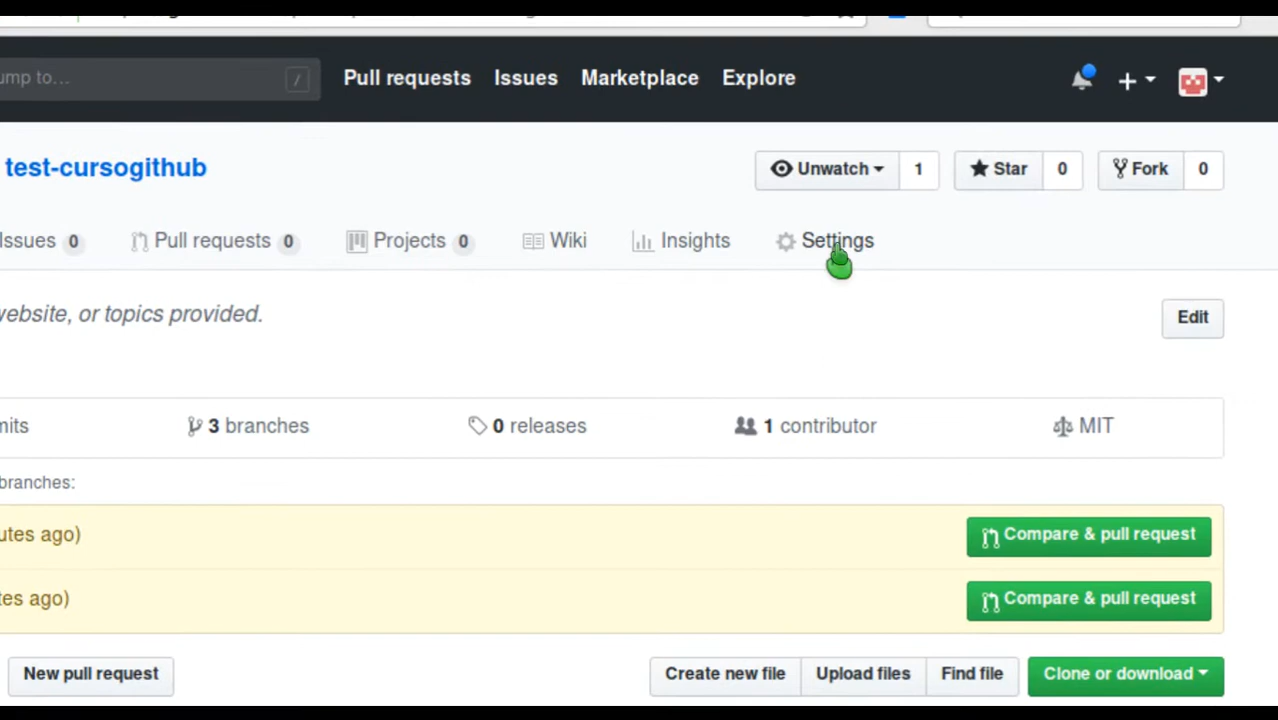 ump to... / Pull requests Issues Marketplace Explore
test-cursogithub Unwatch 1 Star 0 Fork 0
Issues 0 Pull requests 0 Projects 0 Wiki Insights Settings
website, or topics provided. Edit
mits 3 branches 0 releases 1 contributor MIT
branches:
utes ago) Compare & pull request
tes ago) Compare & pull request
New pull request Create new file Upload files Find file Clone or download